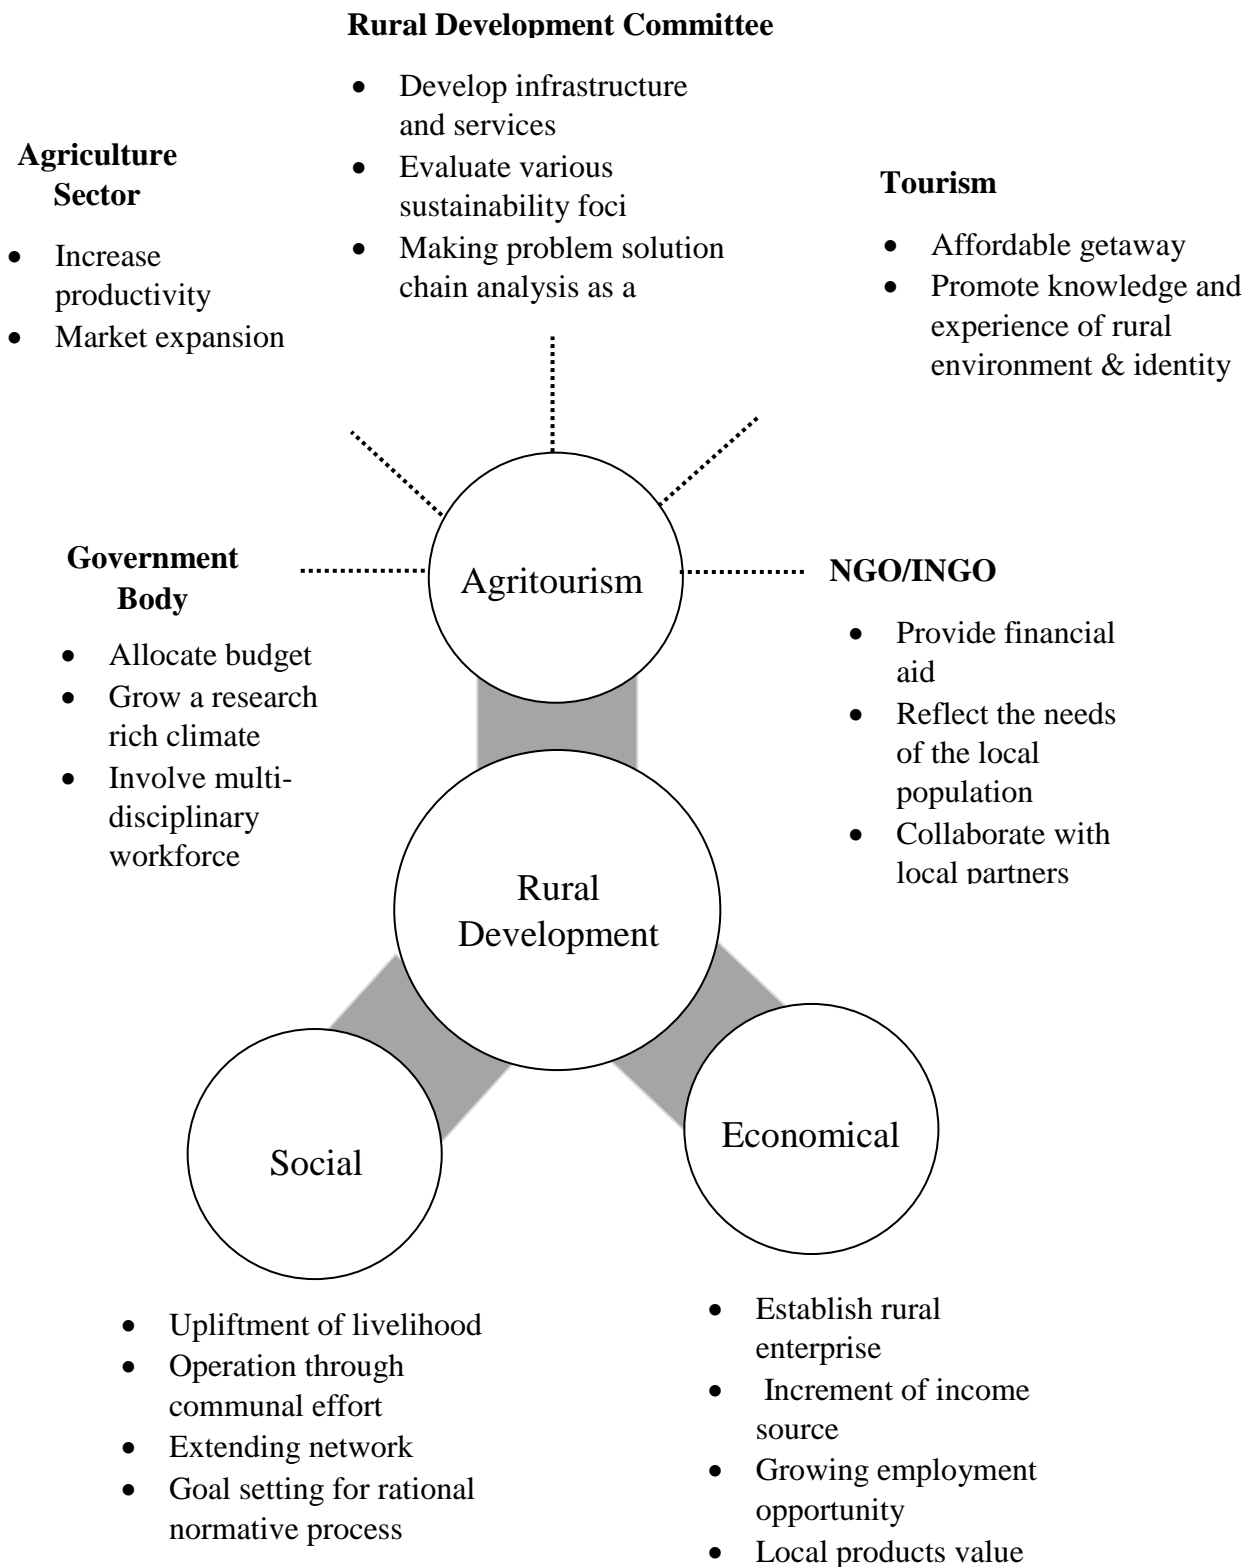 Rural Development Committee
• Develop infrastructure
and services
• Evaluate various
sustainability foci
• Making problem solution
chain analysis as a
Agriculture
Sector
• Increase
productivity
• Market expansion
Tourism
• Affordable getaway
• Promote knowledge and
experience of rural
environment & identity
Government
Body
• Allocate budget
• Grow a research
rich climate
• Involve multi-
disciplinary
workforce
Agritourism
NGO/INGO
• Provide financial
aid
• Reflect the needs
of the local
population
• Collaborate with
local partners
Rural
Development
Social
Economical
• Upliftment of livelihood
• Operation through
communal effort
• Extending network
• Goal setting for rational
normative process
• Establish rural
enterprise
• Increment of income
source
• Growing employment
opportunity
• Local products value